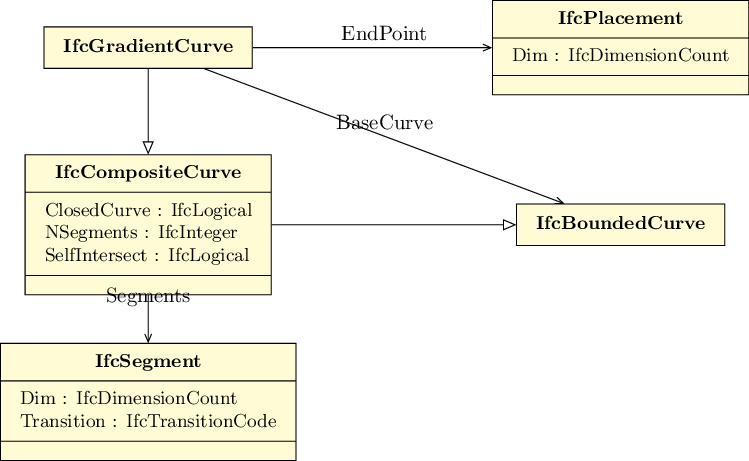 IfcGradientCurve
EndPoint
IfcPlacement
Dim : IfcDimensionCount
BaseCurve
IfcCompositeCurve
ClosedCurve : IfcLogical
NSegments : IfcInteger
SelfIntersect : IfcLogical
IfcBoundedCurve
Segments
IfcSegment
Dim : IfcDimensionCount
Transition : IfcTransitionCode